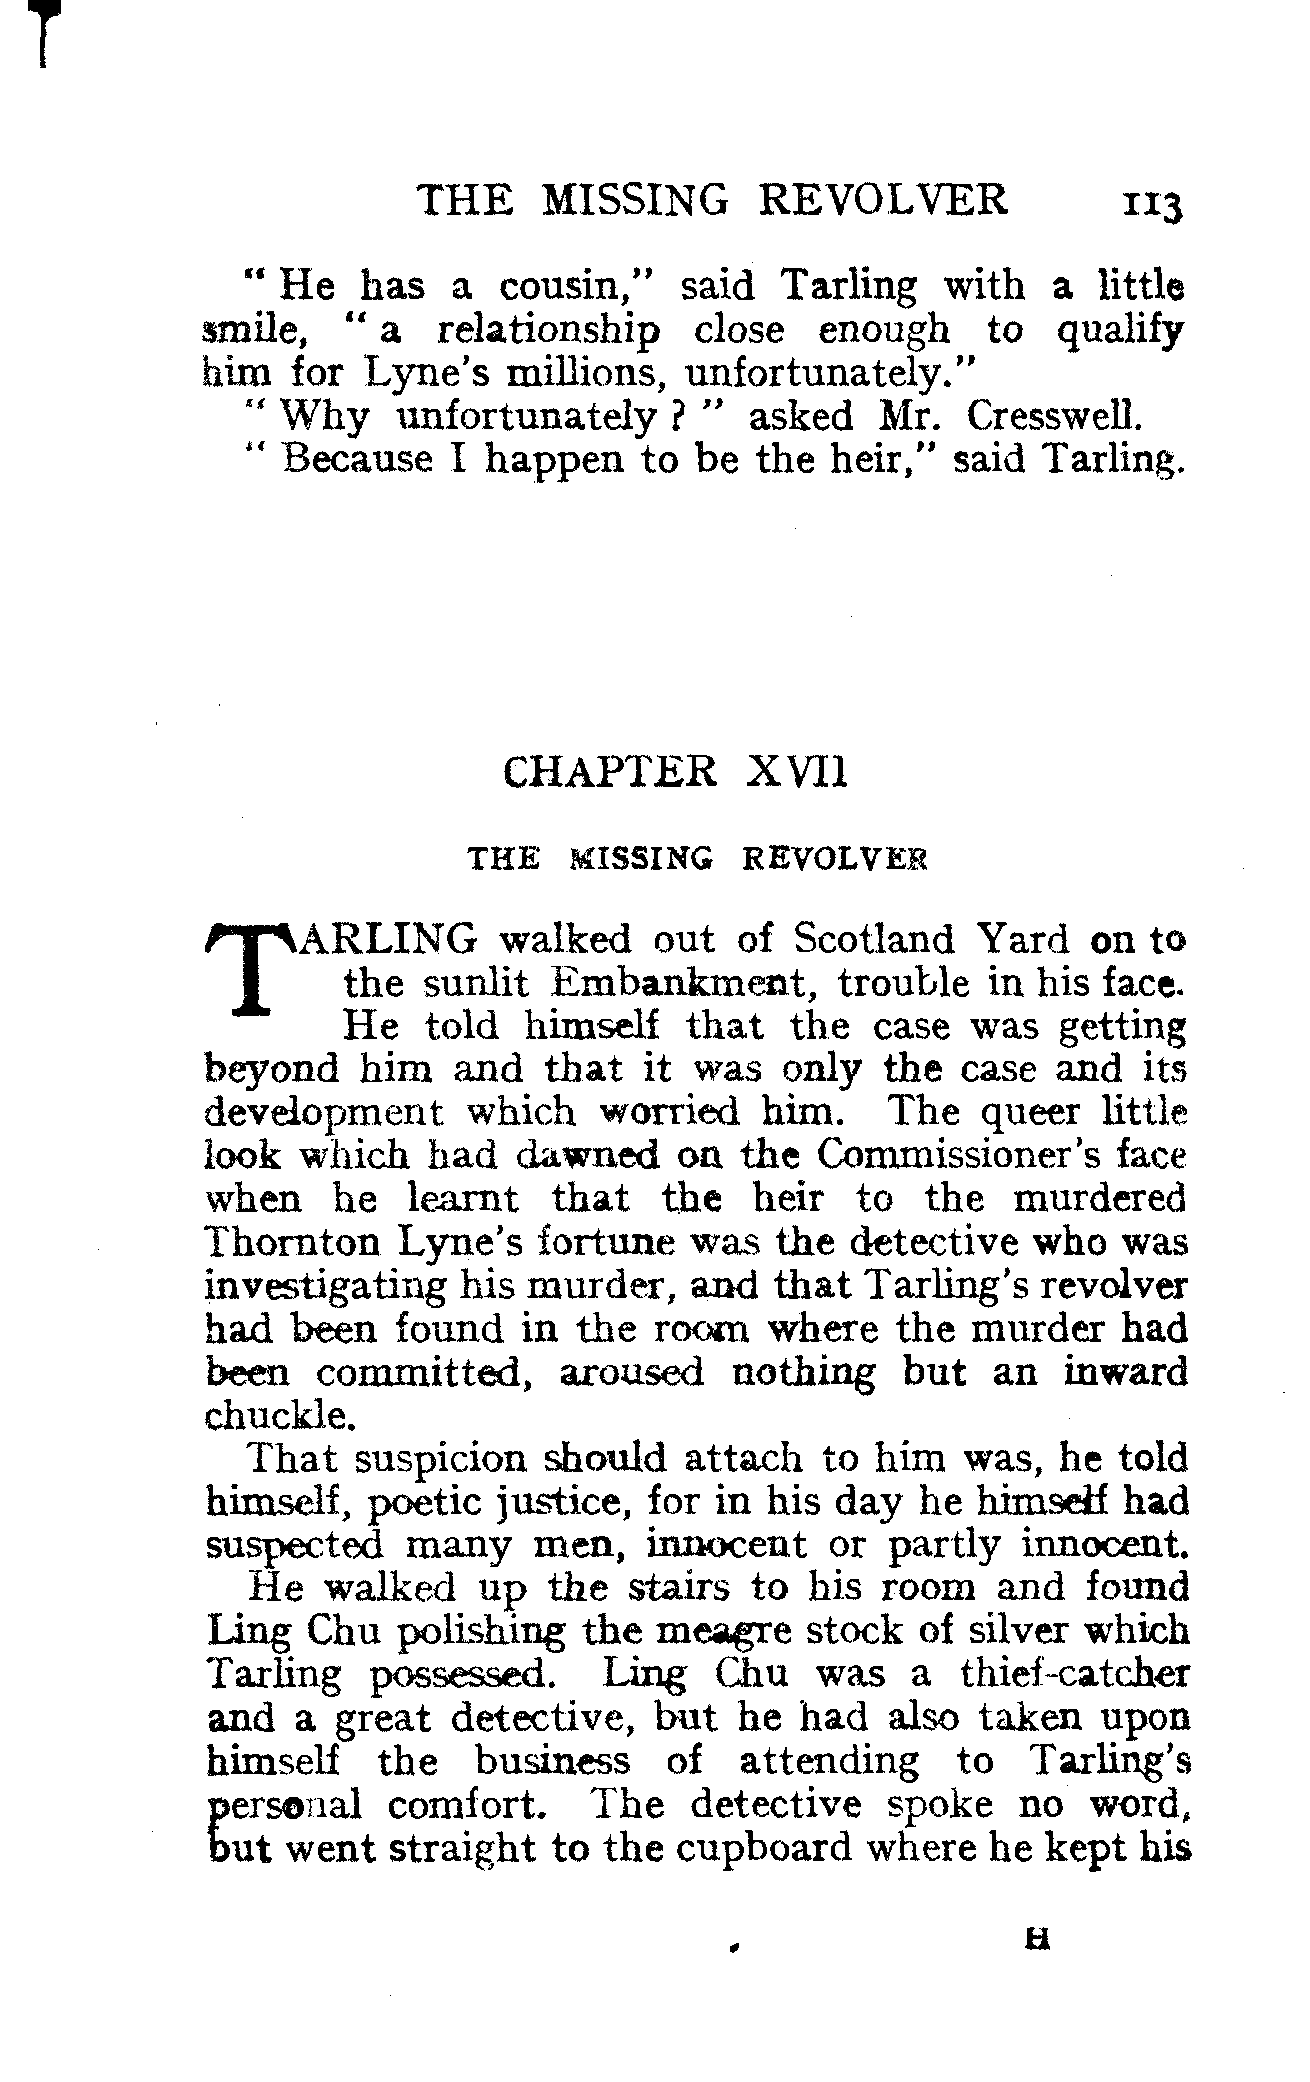 THE MISSING REVOLVER 113
“ He has a cousin,” said Tarling with a little
smile, “ a relationship close enough to qualify
him for Lyne's millions, unfortunately.”
“ Why unfortunately ? ” asked Mr. Cresswell.
“ Because I happen to be the heir,” said Tarling.
CHAPTER XVII
THE MISSING REVOLVER
TARLING walked out of Scotland Yard on to
the sunlit Embankment, trouble in his face.
He told himself that the case was getting
beyond him and that it was only the case and its
development which worried him. The queer little
look which had dawned on the Commissioner's face
when he learnt that the heir to the murdered
Thornton Lyne's fortune was the detective who was
investigating his murder, and that Tarling's revolver
had been found in the room where the murder had
been committed, aroused nothing but an inward
chuckle.
That suspicion should attach to him was, he told
himself, poetic justice, for in his day he himself had
suspected many men, innocent or partly innocent.
He walked up the stairs to his room and found
Ling Chu polishing the meagre stock of silver which
Tarling possessed. Ling Chu was a thief-catcher
and a great detective, but he had also taken upon
himself the business of attending to Tarling's
personal comfort. The detective spoke no word,
but went straight to the cupboard where he kept his
H